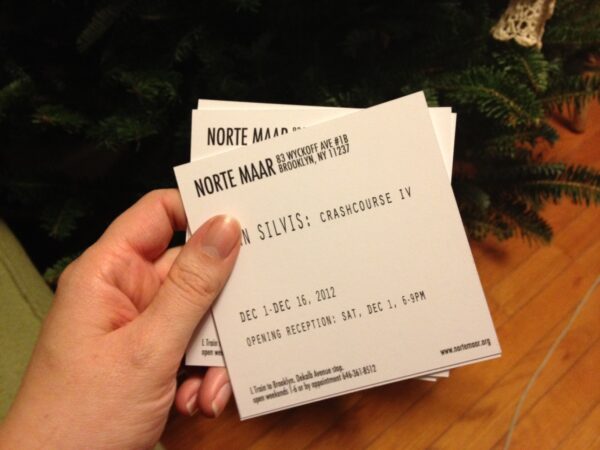 NORTE MAAR
NORTE MAAR 83 WYCKOFF AVE #1B
BROOKLYN, NY 11237
SILVIS: CRASHCOURSE IV
DEC 1-DEC 16, 2012
OPENING RECEPTION: SAT, DEC 1, 6-9PM
www.nortemaar.org
L Train to Brooklyn, Dekalb Avenue stop.
open weekends 1-6 or by appointment 646-361-8512